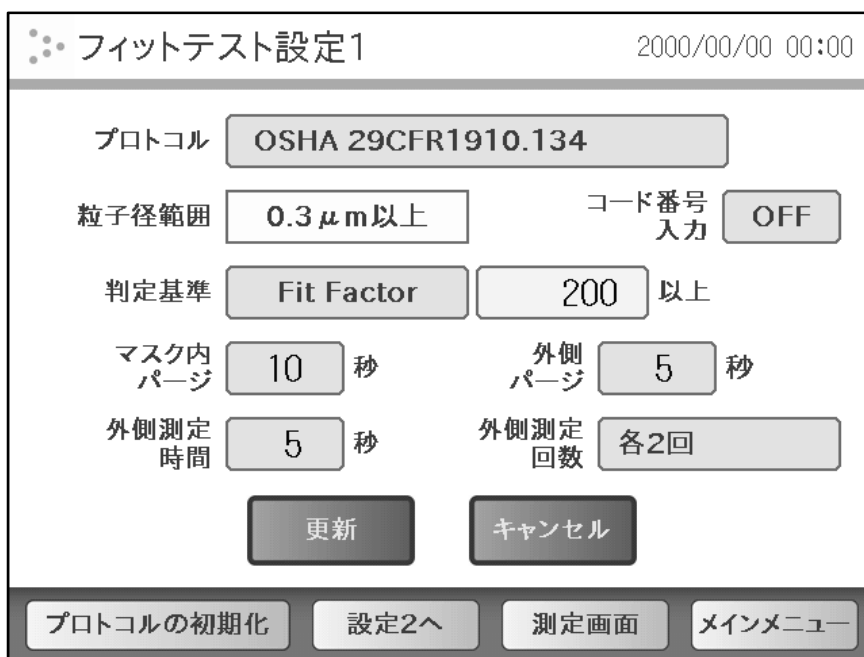 フィットテスト設定1
2000/00/00 00:00
プロトコル
OSHA 29CFR1910.134
粒子径範囲
0.3μm以上
コード番号
入力
OFF
判定基準
Fit Factor
200
以上
マスク内
パージ
10
秒
外側
パージ
5
秒
外側測定
時間
5
秒
外側測定
回数
各2回
更新
キャンセル
プロトコルの初期化
設定2へ
測定画面
メインメニュー